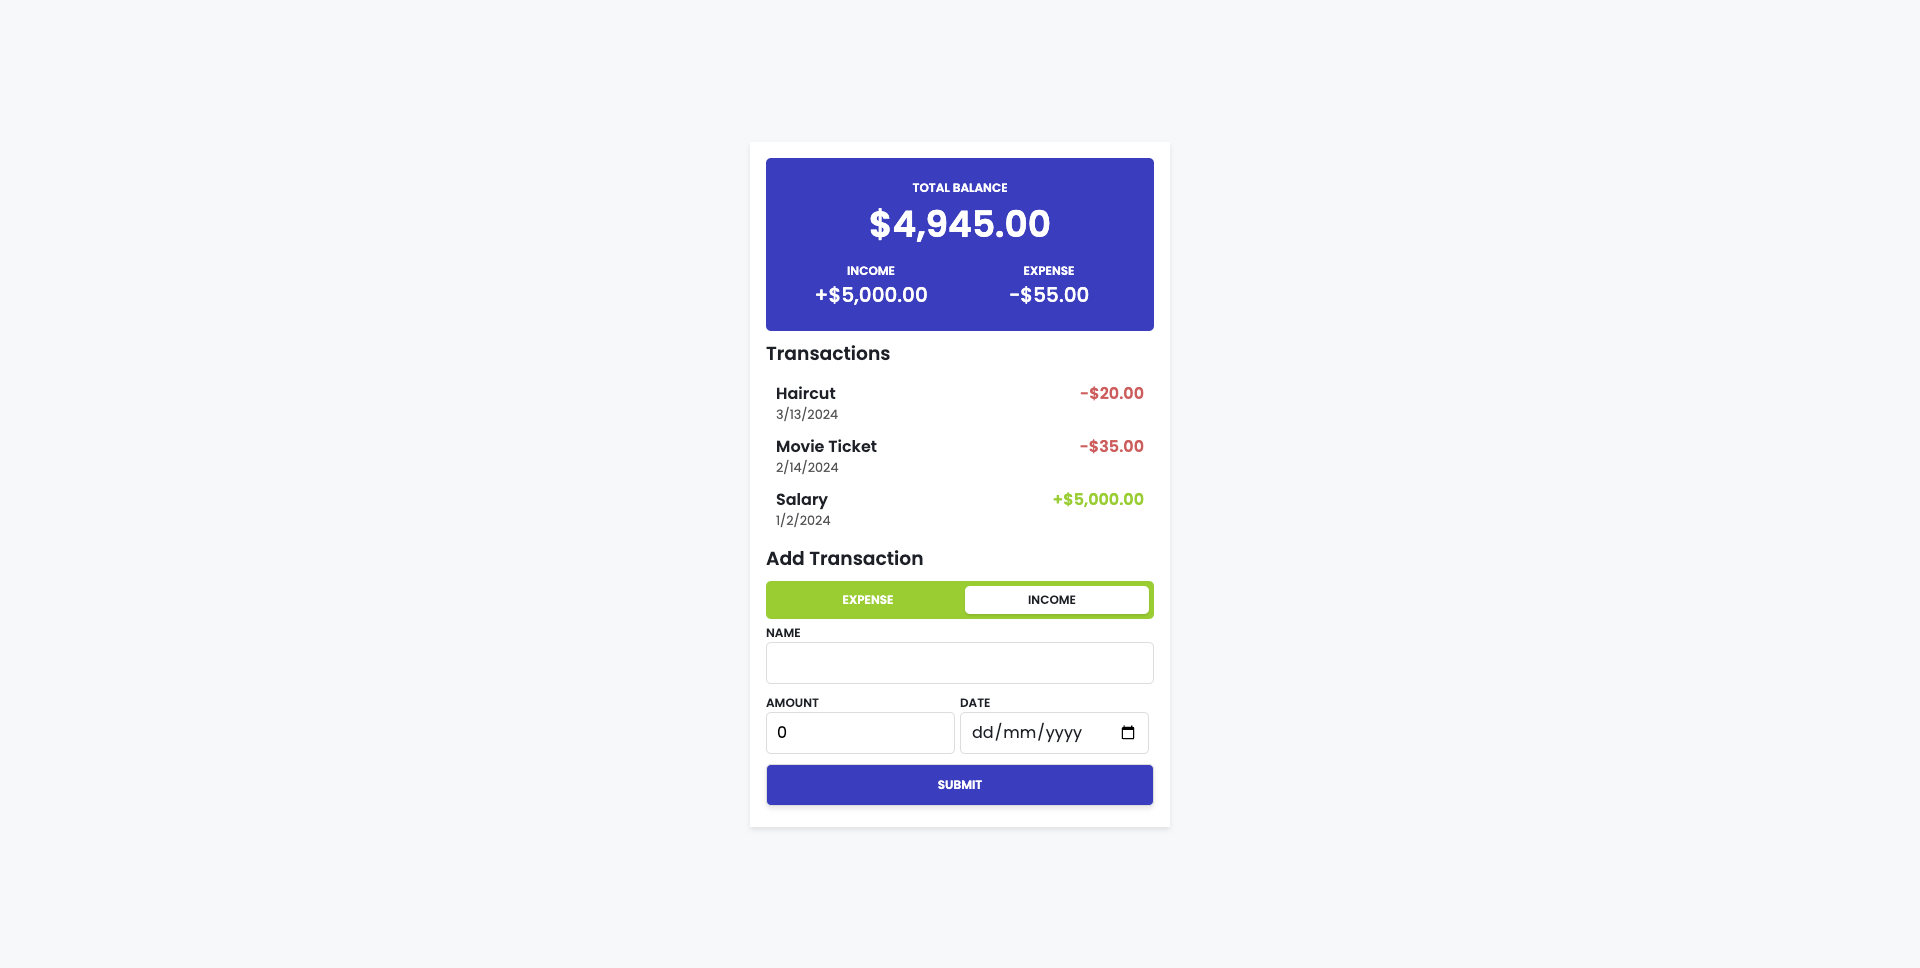 TOTAL BALANCE
$4,945.00
INCOME EXPENSE
+$5,000.00 -$55.00
Transactions
Haircut -$20.00
3/13/2024
Movie Ticket -$35.00
2/14/2024
Salary +$5,000.00
1/2/2024
Add Transaction
EXPENSE INCOME
NAME
AMOUNT DATE
0 dd/mm/yyyy
SUBMIT